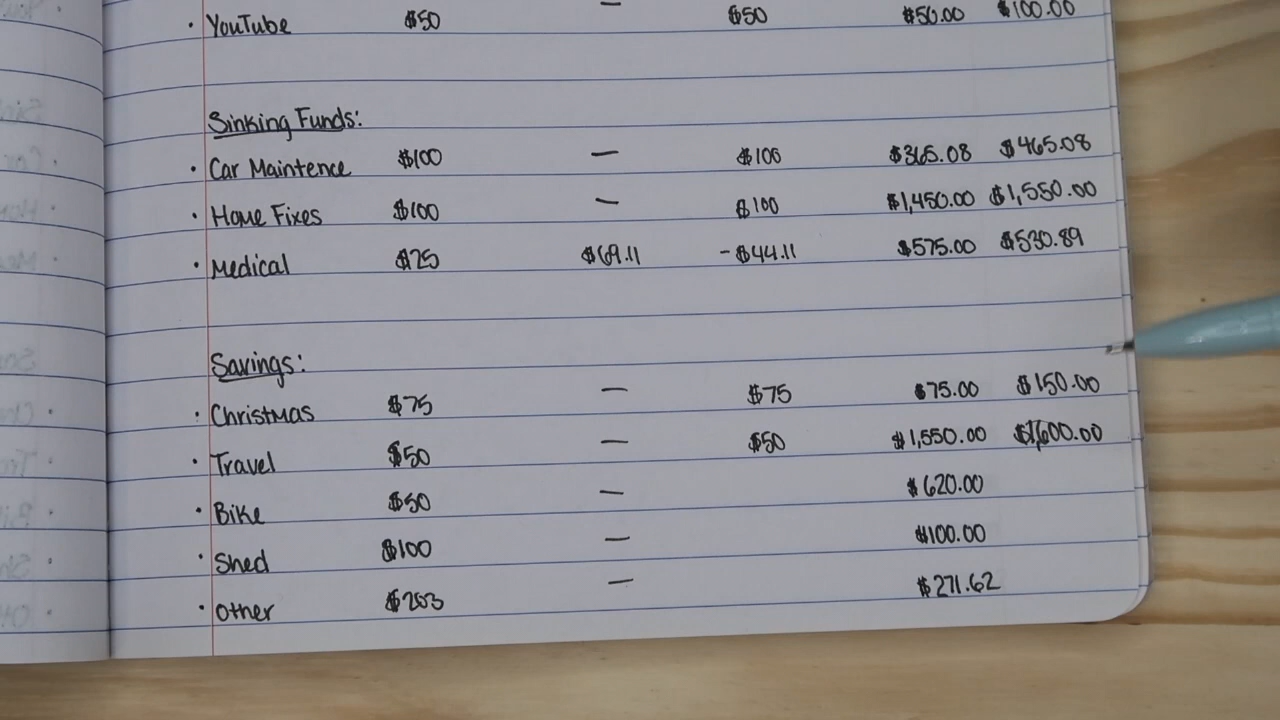 • YouTube $50 — $50 $50.00 $100.00
Sinking Funds:
• Car Maintence $100 — $100 $365.08 $465.08
• Home Fixes $100 — $100 $1,450.00 $1,550.00
• Medical $25 $69.11 -$44.11 $575.00 $530.89
Savings:
• Christmas $75 — $75 $75.00 $150.00
• Travel $50 — $50 $1,550.00 $1,600.00
• Bike $50 — $620.00
• Shed $100 — $100.00
• Other $203 — $271.62